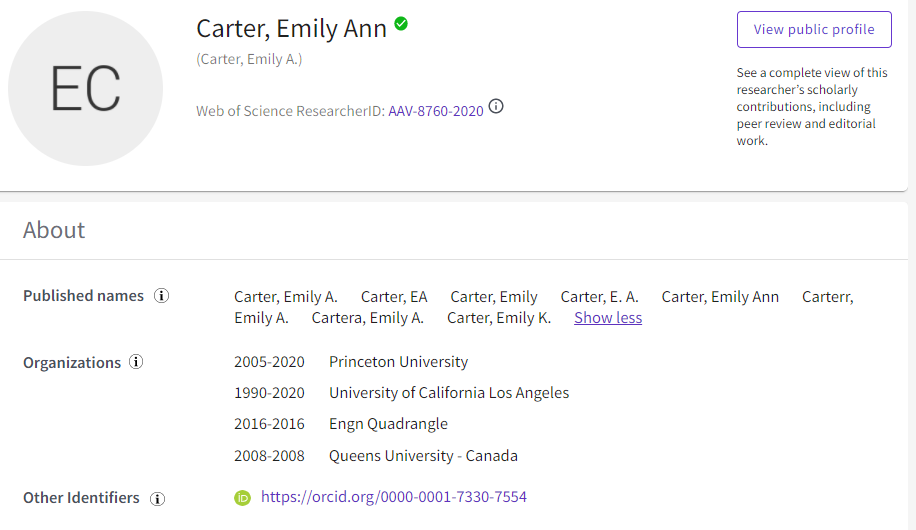 EC
Carter, Emily Ann
(Carter, Emily A.)
Web of Science ResearcherID: AAV-8760-2020
View public profile
See a complete view of this
researcher's scholarly
contributions, including
peer review and editorial
work.
About
Published names
Carter, Emily A. Carter, EA Carter, Emily Carter, E. A. Carter, Emily Ann Carterr,
Emily A. Cartera, Emily A. Carter, Emily K. Show less
Organizations
2005-2020 Princeton University
1990-2020 University of California Los Angeles
2016-2016 Engn Quadrangle
2008-2008 Queens University - Canada
Other Identifiers
iD https://orcid.org/0000-0001-7330-7554